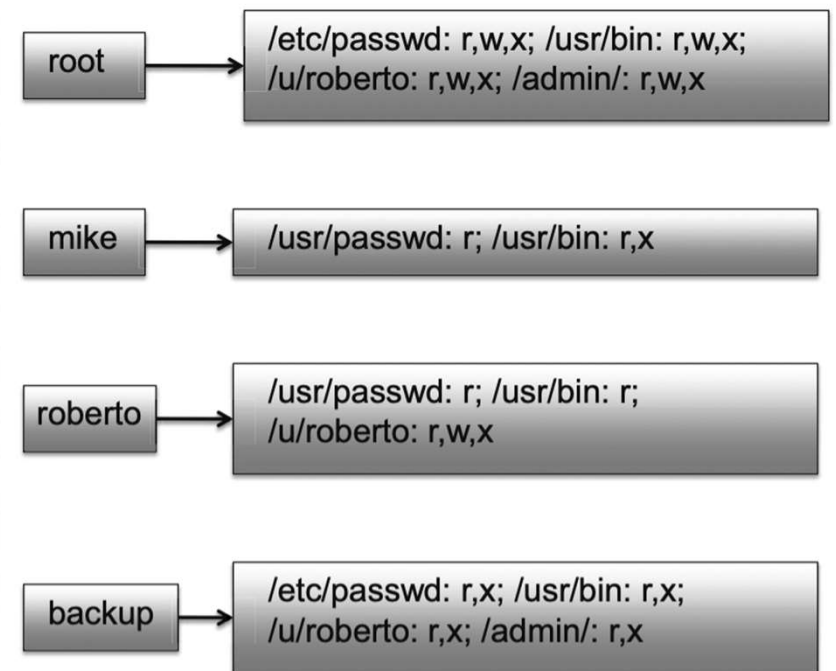 root
/etc/passwd: r,w,x; /usr/bin: r,w,x;
/u/roberto: r,w,x; /admin/: r,w,x
mike
/usr/passwd: r; /usr/bin: r,x
roberto
/usr/passwd: r; /usr/bin: r;
/u/roberto: r,w,x
backup
/etc/passwd: r,x; /usr/bin: r,x;
/u/roberto: r,x; /admin/: r,x